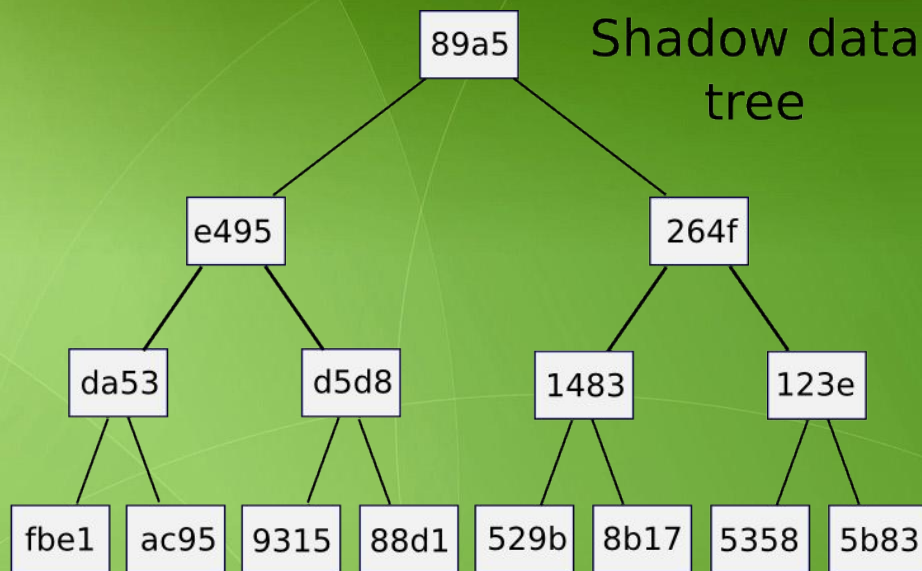 89a5
Shadow data
tree
e495
264f
da53
d5d8
1483
123e
fbe1
ac95
9315
88d1
529b
8b17
5358
5b83